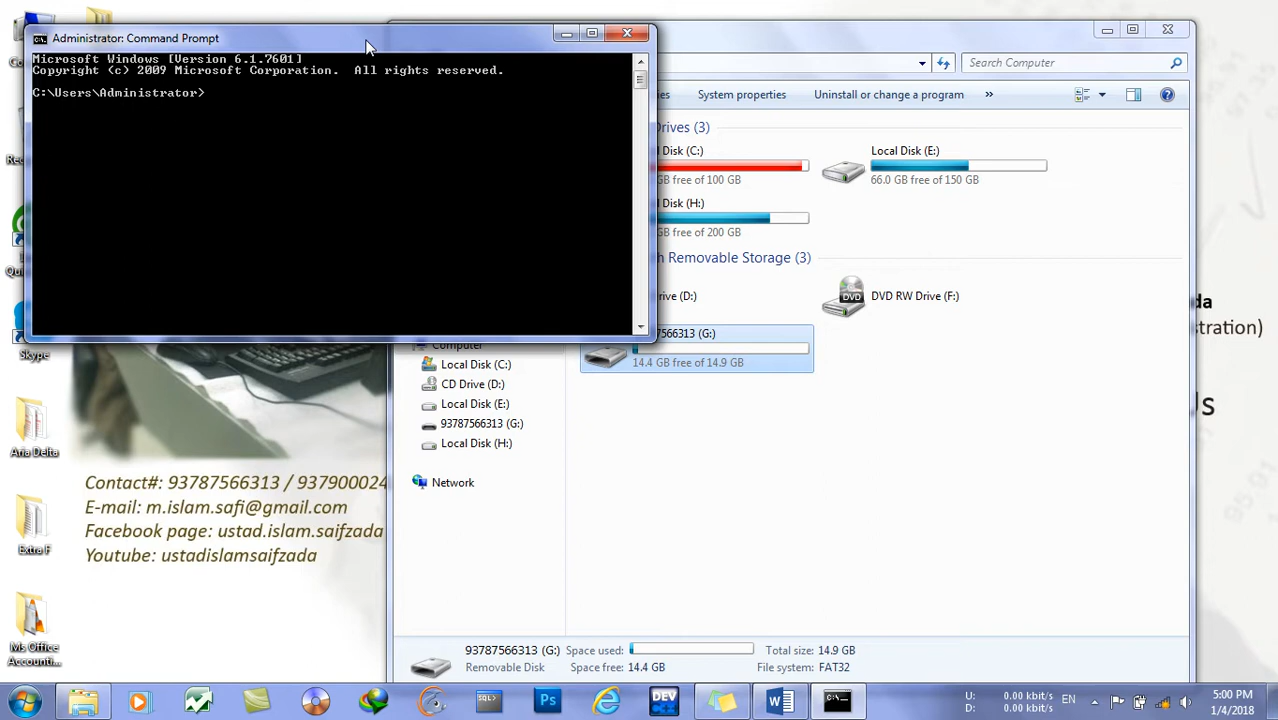 Administrator: Command Prompt
Microsoft Windows [Version 6.1.7601]
Copyright (c) 2009 Microsoft Corporation.  All rights reserved.
C:\Users\Administrator>
Search Computer
System properties
Uninstall or change a program
»
Drives (3)
Disk (C:)
GB free of 100 GB
Local Disk (E:)
66.0 GB free of 150 GB
Disk (H:)
GB free of 200 GB
Removable Storage (3)
(D:)
DVD
DVD RW Drive (F:)
7566313 (G:)
14.4 GB free of 14.9 GB
Computer
Local Disk (C:)
CD Drive (D:)
Local Disk (E:)
93787566313 (G:)
Local Disk (H:)
Network
Skype
Aria Delta
Extra F
Ms Office
Accounti...
Contact#: 93787566313 / 937900024
E-mail: m.islam.safi@gmail.com
Facebook page: ustad.islam.saifzada
Youtube: ustadislamsaifzada
93787566313 (G:)
Removable Disk
Space used:
Space free: 14.4 GB
Total size: 14.9 GB
File system: FAT32
SQL>
Ps
DEV
C++
U:
D:
0.00 kbit/s
0.00 kbit/s
EN
5:00 PM
1/4/2018